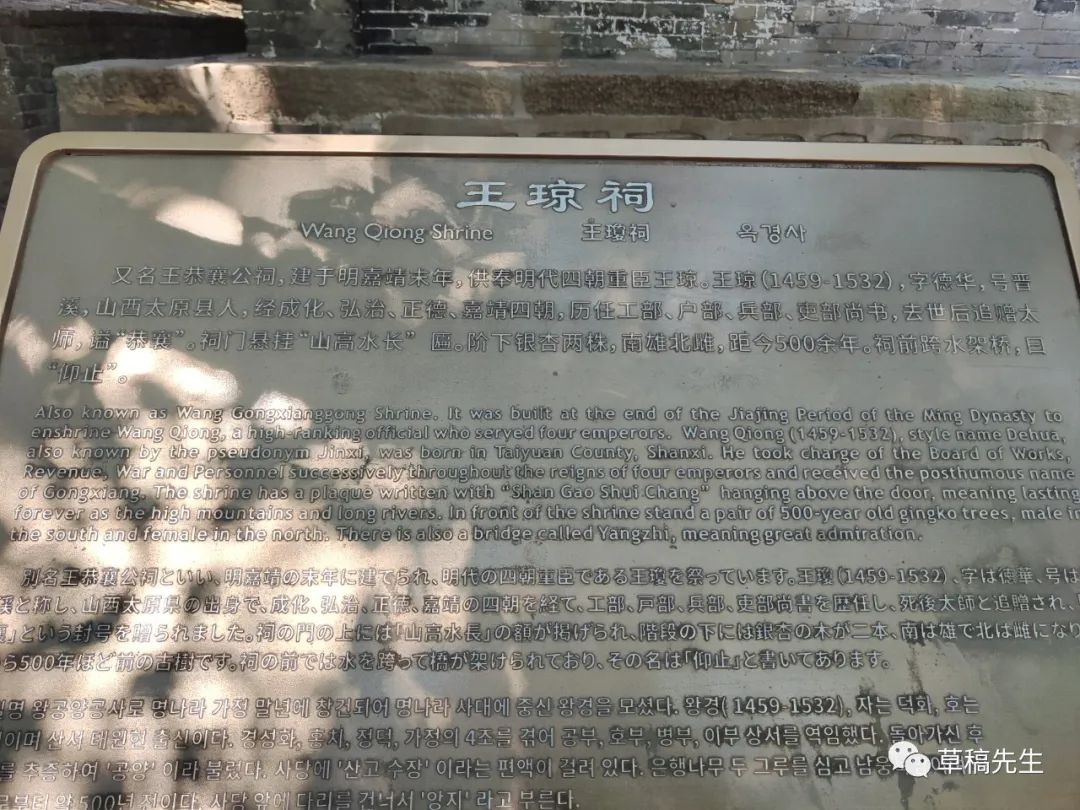 王琼祠
Wang Qiong Shrine 王瓊祠 옥경사
又名王恭襄公祠，建于明嘉靖末年，供奉明代四朝重臣王琼。王琼(1459-1532)，字德华，号晋
溪，山西太原县人，经成化、弘治、正德、嘉靖四朝，历任工部、户部、兵部、吏部尚书，去世后追赠太
师，谥“恭襄”。祠门悬挂“山高水长”匾。阶下银杏两株，南雄北雌，距今500余年。祠前跨水架桥，曰
“仰止”。
Also known as Wang Gongxianggong Shrine. It was built at the end of the Jiajing Period of the Ming Dynasty to
enshrine Wang Qiong, a high-ranking official who served four emperors. Wang Qiong (1459-1532), style name Dehua,
also known by the pseudonym Jinxi, was born in Taiyuan County, Shanxi. He took charge of the Board of Works,
Revenue, War and Personnel successively throughout the reigns of four emperors and received the posthumous name
of Gongxiang. The shrine has a plaque written with “Shan Gao Shui Chang” hanging above the door, meaning lasting
forever as the high mountains and long rivers. In front of the shrine stand a pair of 500-year old gingko trees, male in
the south and female in the north. There is also a bridge called Yangzhi, meaning great admiration.
別名王恭襄公祠といい、明嘉靖の末年に建てられ、明代の四朝重臣である王瓊を祭っています。王瓊(1459-1532)、字は德華、号は
溪と称し、山西太原県の出身で、成化、弘治、正德、嘉靖の四朝を経て、工部、戸部、兵部、吏部尚書を歴任し、死後太師と追贈され、
」という封号を贈られました。祠の門の上には「山高水長」の額が掲げられ、階段の下には銀杏の木が二本、南は雄で北は雌になり
ら500年ほど前の古樹です。祠の前では水を跨って橋が架けられており、その名は「仰止」と書いてあります。
명 왕공양공사로 명나라 가정 말년에 창건되어 명나라 사대에 중신 왕경을 모셨다. 왕경(1459-1532), 자는 덕화, 호는
이며 산서 태원현 출신이다. 경성화, 홍치, 정덕, 가정의 4조를 겪어 공부, 호부, 병부, 이부 상서를 역임했다. 돌아가신 후
를 추증하여 '공양' 이라 불렀다. 사당에 '산고 수장' 이라는 편액이 걸려 있다. 은행나무 두 그루를 심고 남웅
로부터 약 500년 전이다. 사당 앞에 다리를 건너서 '앙지' 라고 부른다.
草稿先生